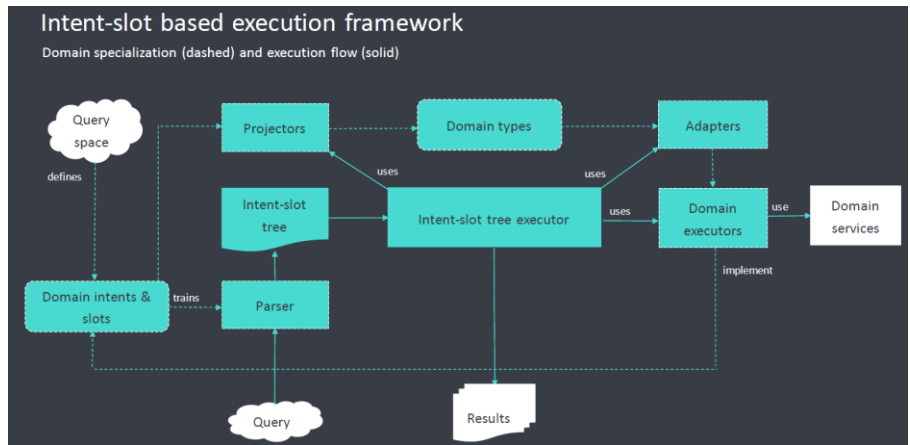 Intent-slot based execution framework
Domain specialization (dashed) and execution flow (solid)
Query
space
Projectors
Domain types
Adapters
defines
uses
uses
Intent-slot
tree
Intent-slot tree executor
uses
Domain
executors
use
Domain
services
implement
Domain intents &
slots
trains
Parser
Query
Results